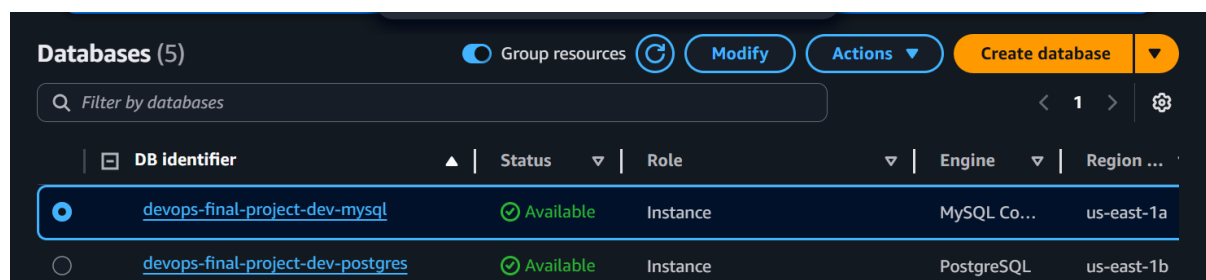 Databases (5) Group resources Modify Actions Create database
Filter by databases 1
DB identifier Status Role Engine Region ...
devops-final-project-dev-mysql Available Instance MySQL Co... us-east-1a
devops-final-project-dev-postgres Available Instance PostgreSQL us-east-1b